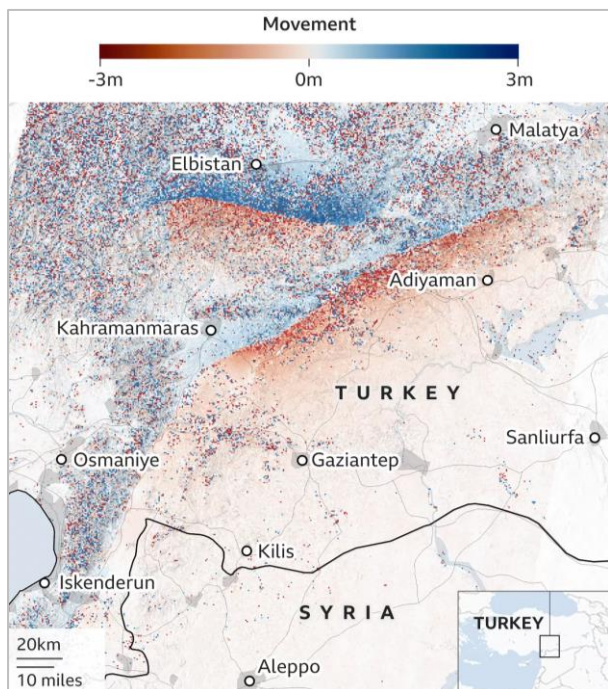 Movement
-3m 0m 3m
Malatya
Elbistan
Adiyaman
Kahramanmaras
TURKEY
Sanliurfa
Osmaniye
Gaziantep
Kilis
Iskenderun
SYRIA
TURKEY
20km
10 miles
Aleppo